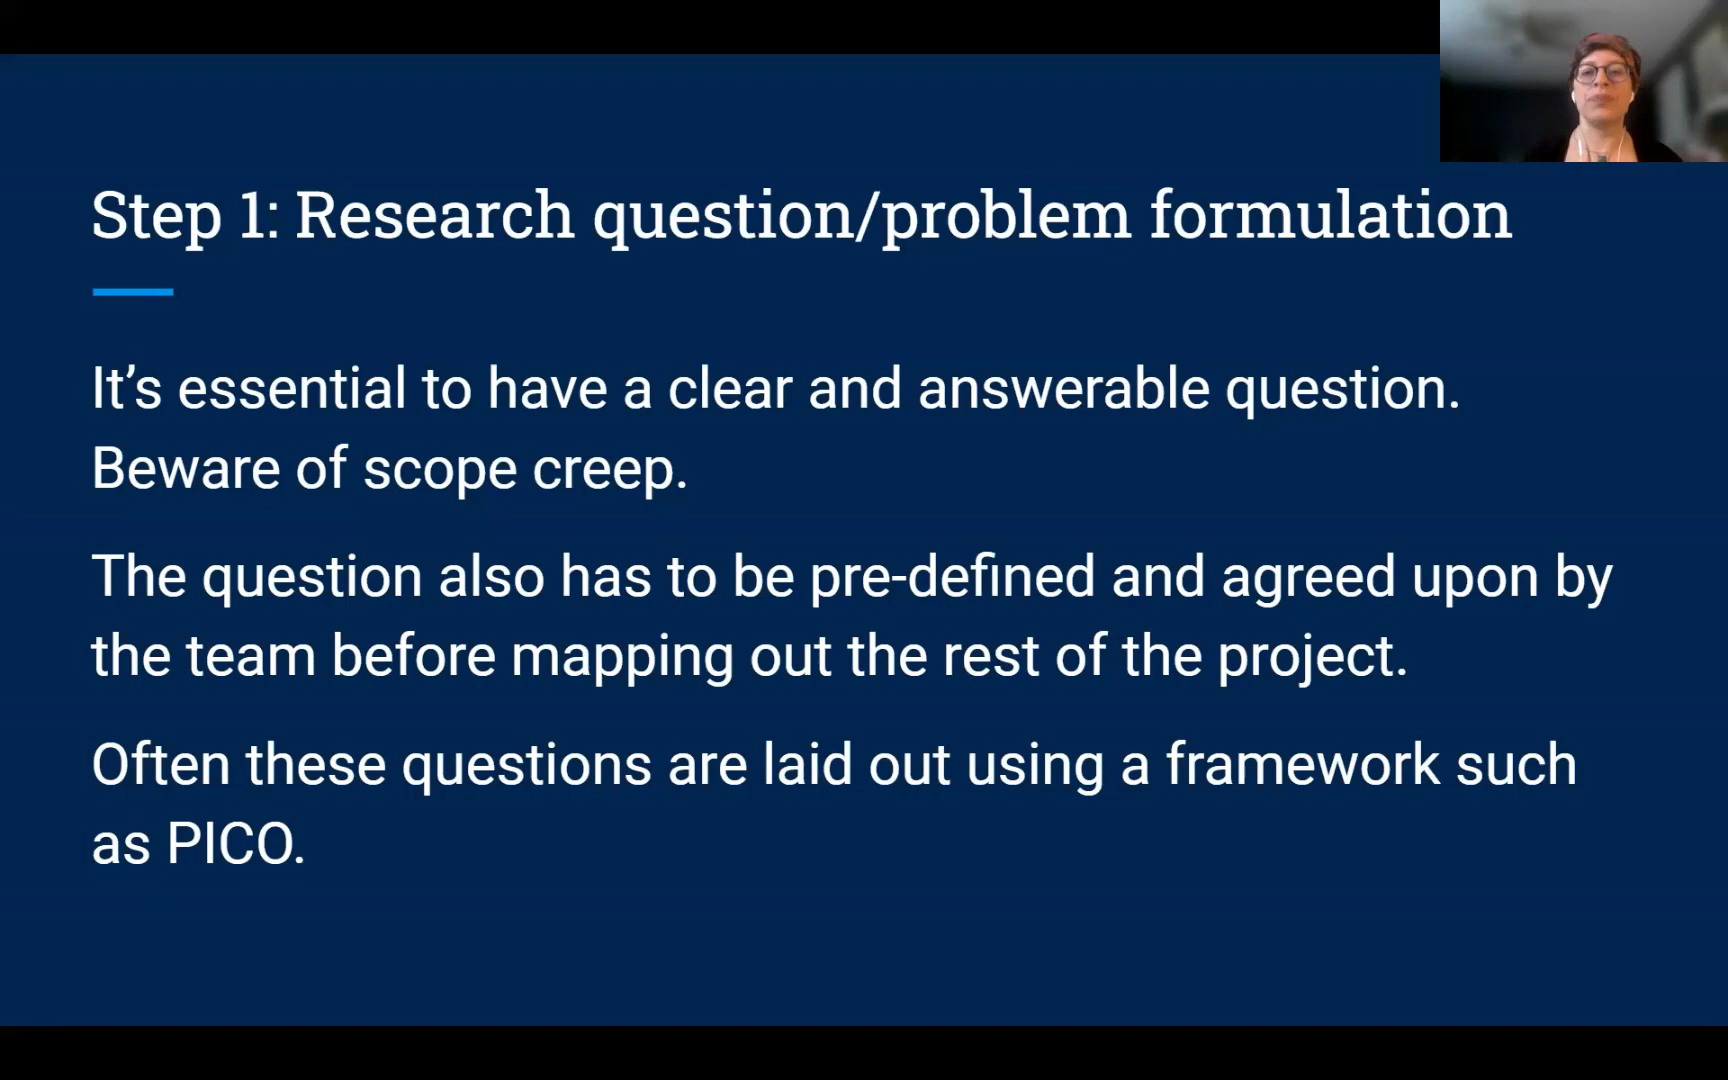 Step 1: Research question/problem formulation
It’s essential to have a clear and answerable question.
Beware of scope creep.
The question also has to be pre-defined and agreed upon by
the team before mapping out the rest of the project.
Often these questions are laid out using a framework such
as PICO.